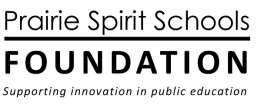 Prairie Spirit Schools
FOUNDATION
Supporting innovation in public education